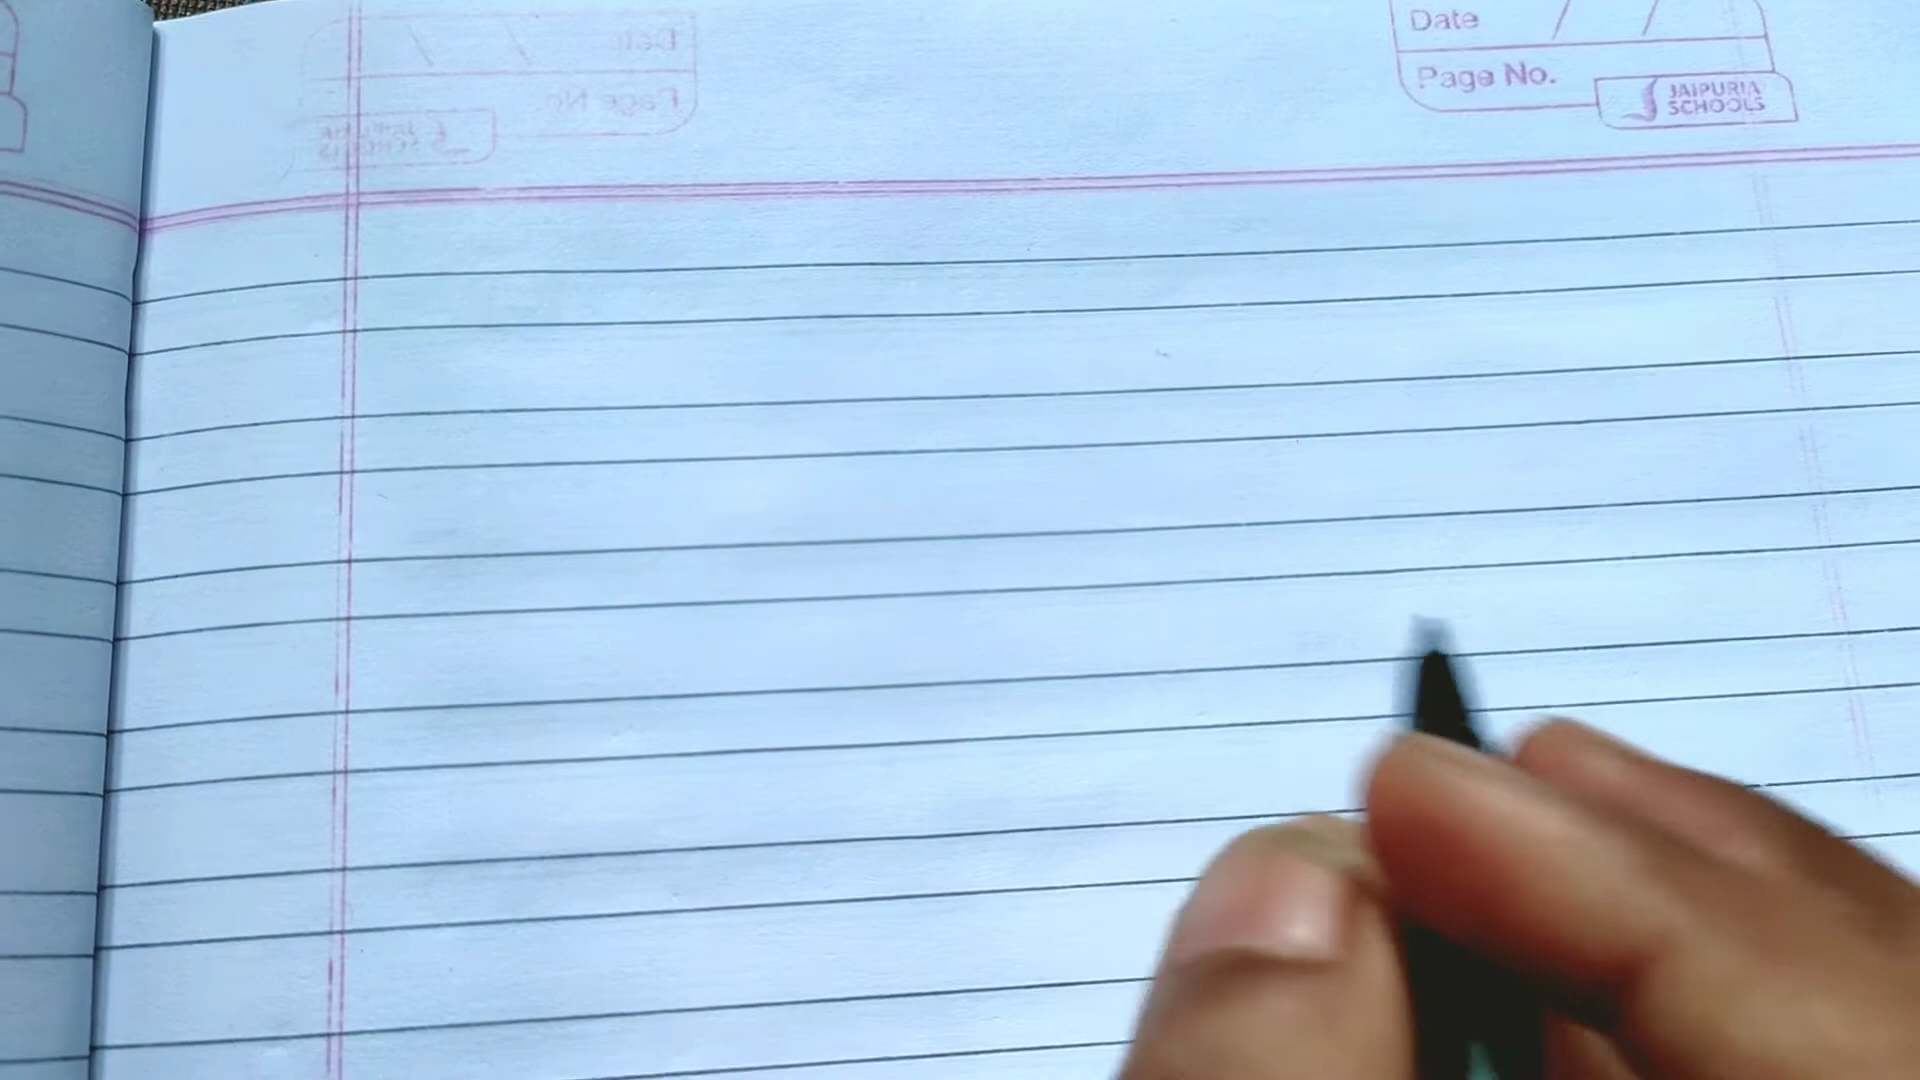 Date / /
Page No.
JAIPURIA
SCHOOLS